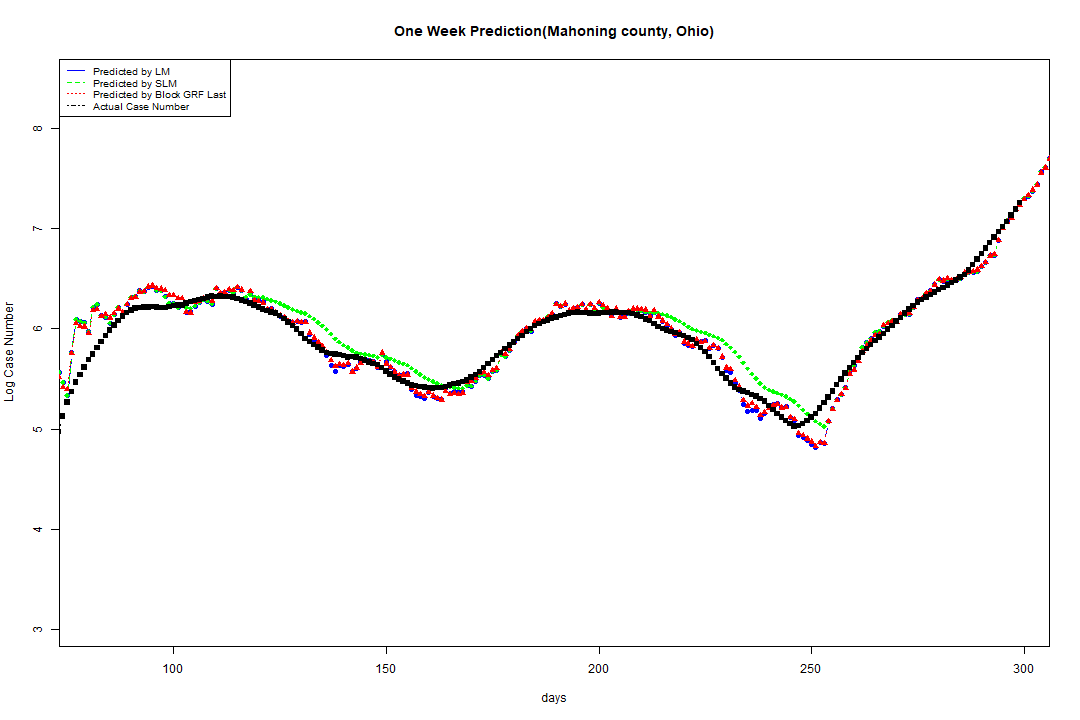 One Week Prediction(Mahoning county, Ohio)
Predicted by LM
Predicted by SLM
Predicted by Block GRF Last
Actual Case Number
Log Case Number
8
7
6
5
4
3
100 150 200 250 300
days